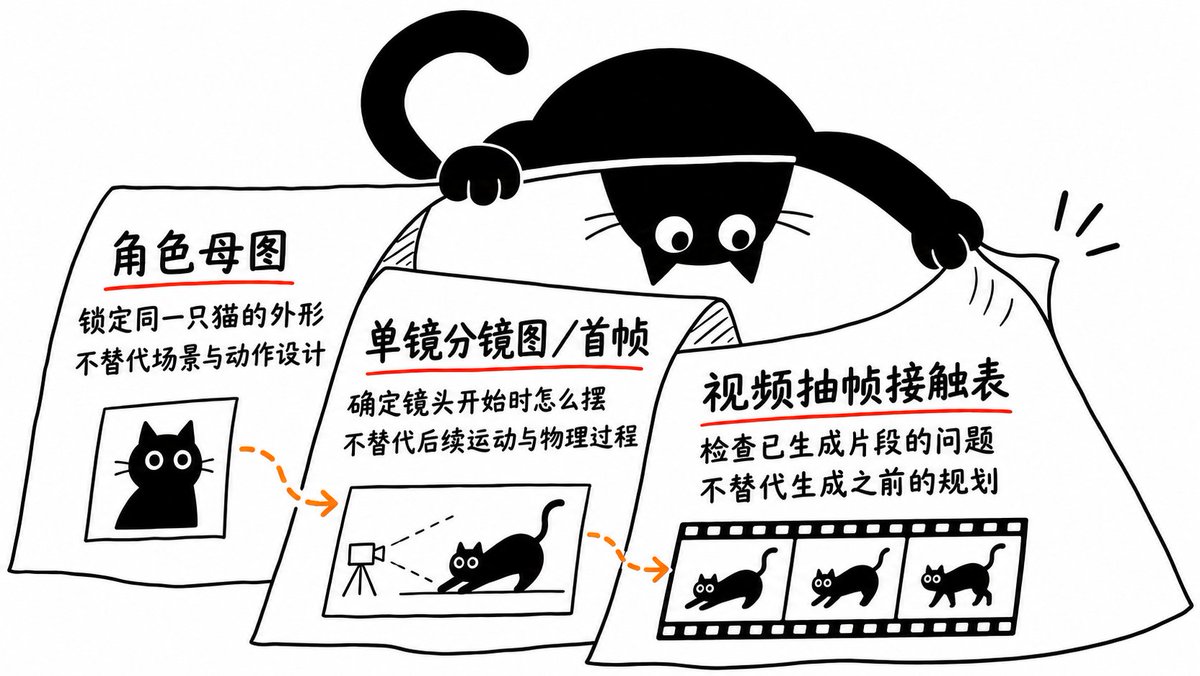 角色母图
锁定同一只猫的外形
不替代场景与动作设计
单镜分镜图/首帧
确定镜头开始时怎么摆
不替代后续运动与物理过程
视频抽帧接触表
检查已生成片段的问题
不替代生成之前的规划